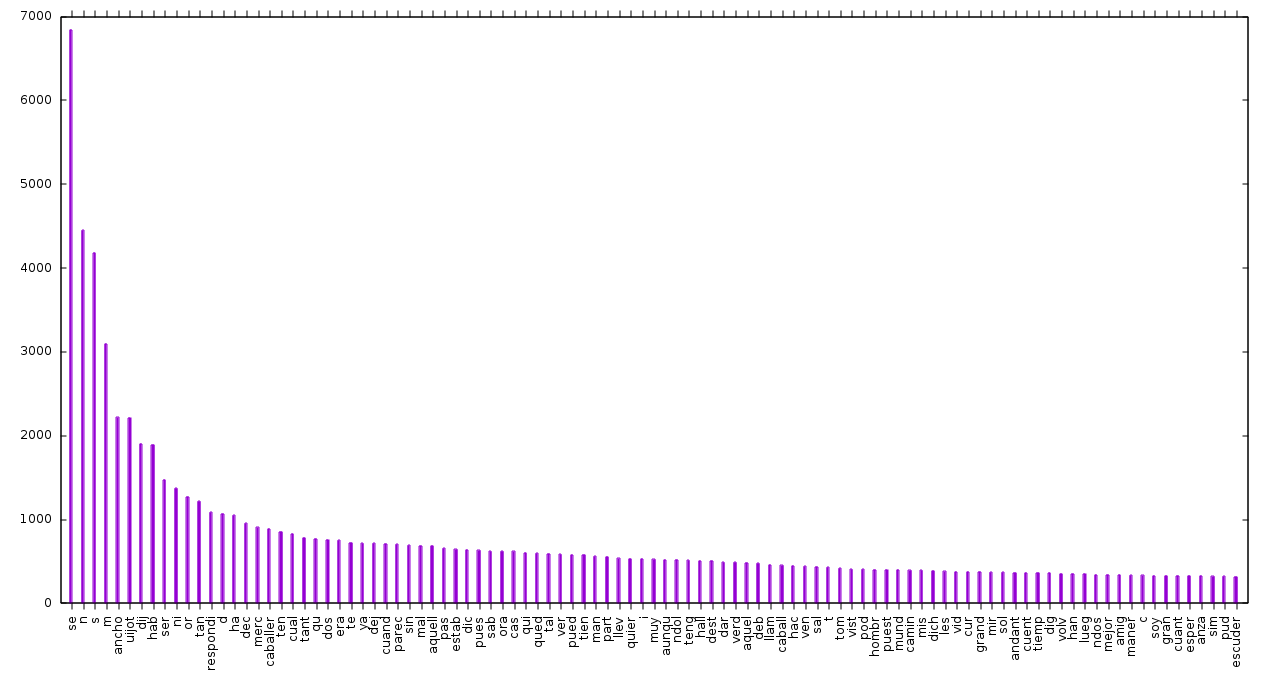 7000
6000
5000
4000
3000
2000
1000
0
se
n
s
m
ancho
uijot
dij
hab
ser
ni
or
tan
respondi
d
ha
dec
merc
caballer
ten
cual
tant
qu
dos
era
te
ya
dej
cuand
parec
sin
mal
aquell
pas
estab
dic
pues
sab
ora
cas
qui
qued
tal
ver
pued
tien
man
part
llev
quier
i
muy
aunqu
ndol
teng
hall
dest
dar
verd
aquel
deb
llam
caball
hac
ven
sal
t
tom
vist
pod
hombr
puest
mund
camin
mis
dich
les
vid
cur
grand
mir
sol
andant
cuent
tiemp
dig
volv
han
lueg
ndos
mejor
amig
maner
c
soy
gran
cuant
esper
anza
sim
pud
escuder